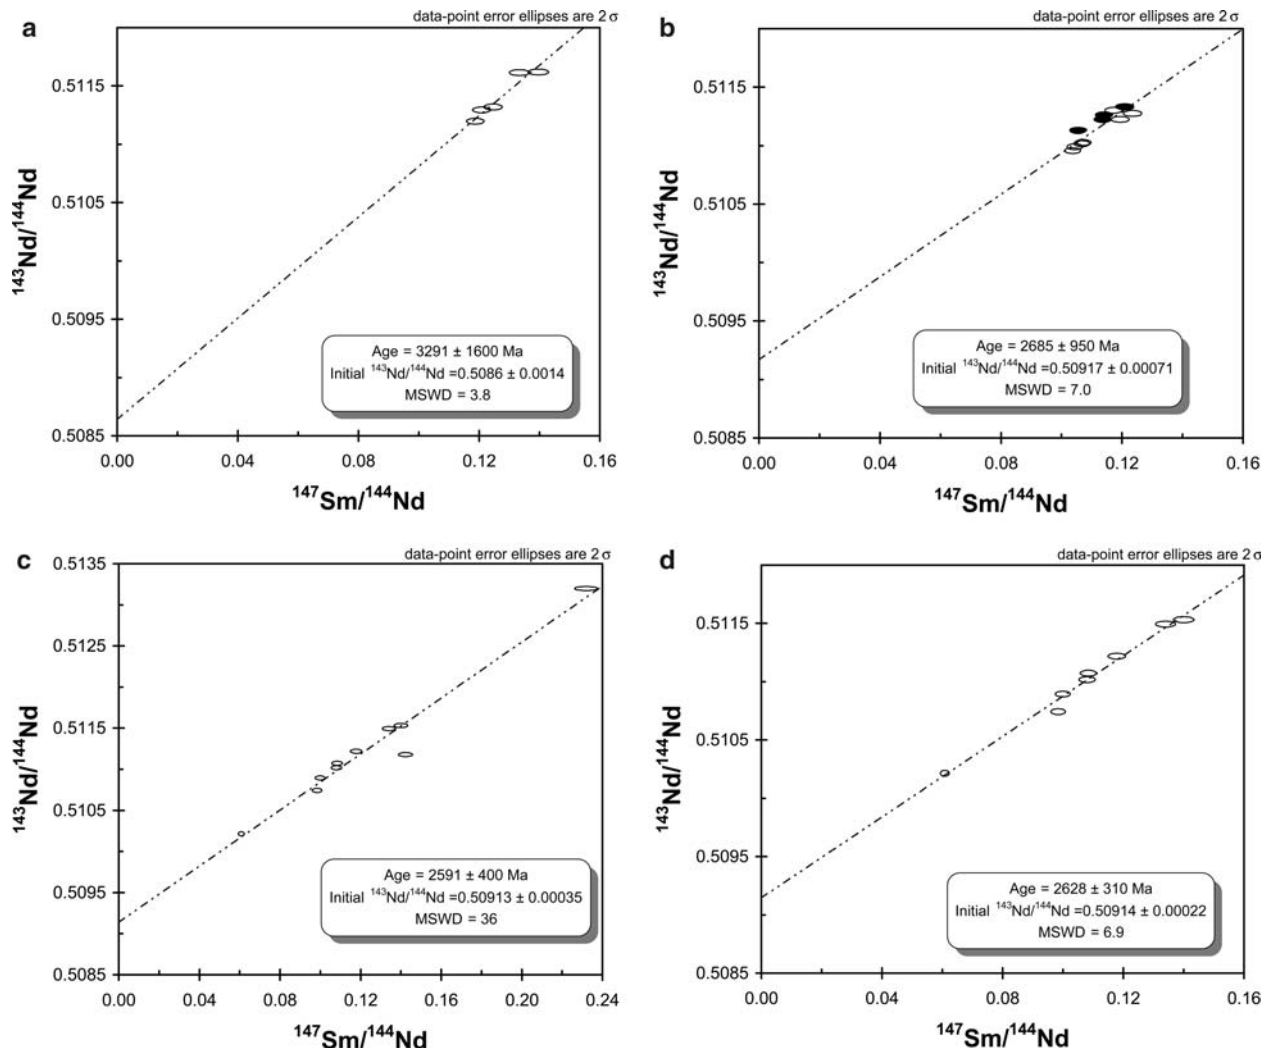 a
data-point error ellipses are 2 σ
0.5115
0.5105
0.5095
0.5085
¹⁴³Nd/¹⁴⁴Nd
Age = 3291 ± 1600 Ma
Initial ¹⁴³Nd/¹⁴⁴Nd =0.5086 ± 0.0014
MSWD = 3.8
0.00 0.04 0.08 0.12 0.16
¹⁴⁷Sm/¹⁴⁴Nd
b
data-point error ellipses are 2 σ
0.5115
0.5105
0.5095
0.5085
¹⁴³Nd/¹⁴⁴Nd
Age = 2685 ± 950 Ma
Initial ¹⁴³Nd/¹⁴⁴Nd =0.50917 ± 0.00071
MSWD = 7.0
0.00 0.04 0.08 0.12 0.16
¹⁴⁷Sm/¹⁴⁴Nd
c
data-point error ellipses are 2 σ
0.5135
0.5125
0.5115
0.5105
0.5095
0.5085
¹⁴³Nd/¹⁴⁴Nd
Age = 2591 ± 400 Ma
Initial ¹⁴³Nd/¹⁴⁴Nd =0.50913 ± 0.00035
MSWD = 36
0.00 0.04 0.08 0.12 0.16 0.20 0.24
¹⁴⁷Sm/¹⁴⁴Nd
d
data-point error ellipses are 2 σ
0.5115
0.5105
0.5095
0.5085
¹⁴³Nd/¹⁴⁴Nd
Age = 2628 ± 310 Ma
Initial ¹⁴³Nd/¹⁴⁴Nd =0.50914 ± 0.00022
MSWD = 6.9
0.00 0.04 0.08 0.12 0.16
¹⁴⁷Sm/¹⁴⁴Nd